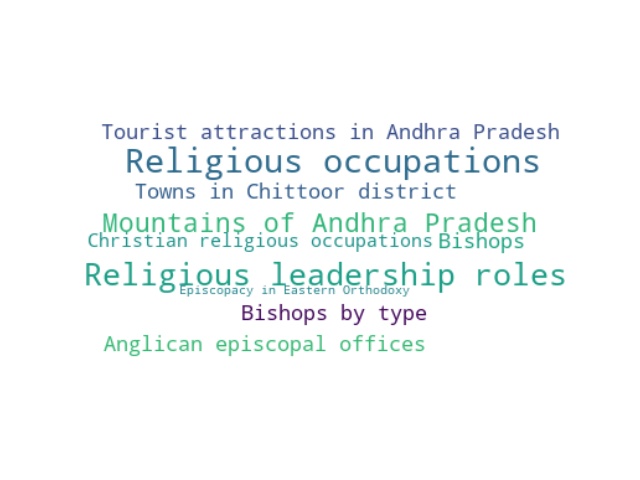 Tourist attractions in Andhra Pradesh
Religious occupations
Towns in Chittoor district
Mountains of Andhra Pradesh
Christian religious occupations
Bishops
Religious leadership roles
Episcopacy in Eastern Orthodoxy
Bishops by type
Anglican episcopal offices